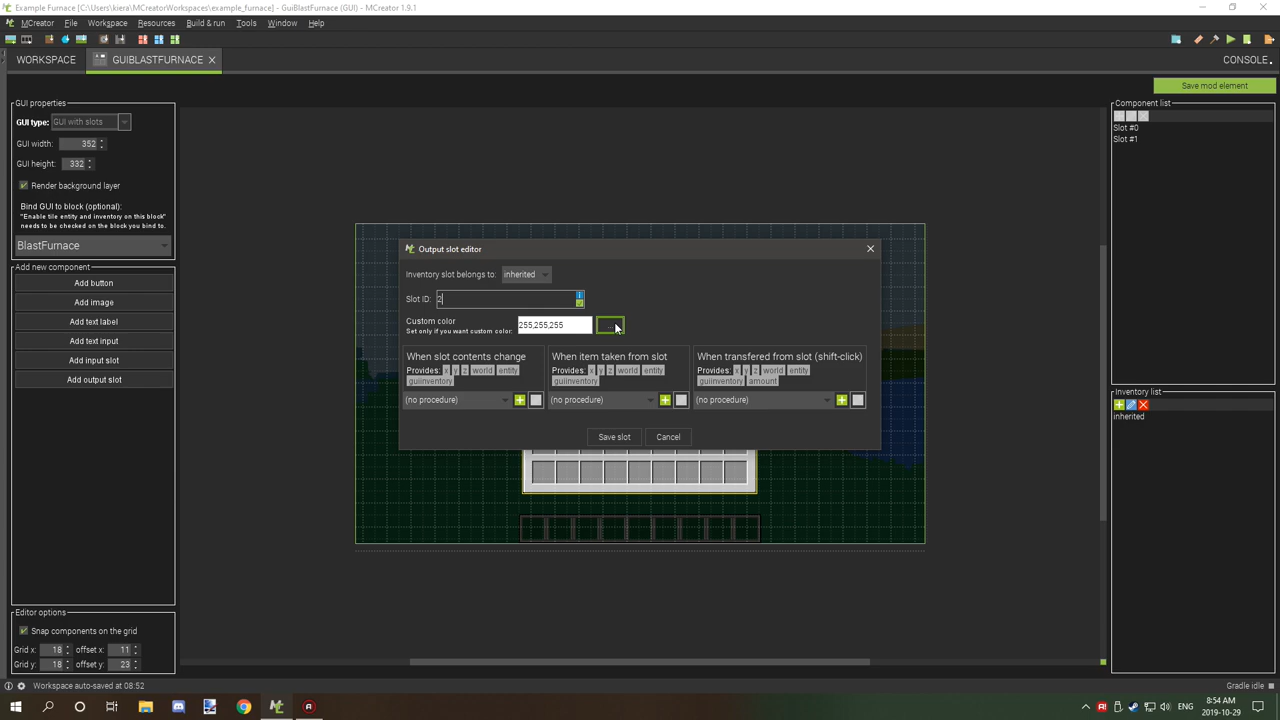 Example Furnace [C:\Users\kiera\MCreatorWorkspaces\example_furnace] - GuiBlastFurnace (GUI) - MCreator 1.9.1
MCreator File Workspace Resources Build & run Tools Window Help
WORKSPACE GUIBLASTFURNACE CONSOLE
Save mod element
GUI properties
GUI type: GUI with slots
GUI width: 352
GUI height: 332
Render background layer
Bind GUI to block (optional):
"Enable tile entity and inventory on this block"
needs to be checked on the block you bind to.
BlastFurnace
Add new component
Add button
Add image
Add text label
Add text input
Add input slot
Add output slot
Editor options
Snap components on the grid
Grid x: 18 offset x: 11
Grid y: 18 offset y: 23
Output slot editor
Inventory slot belongs to: inherited
Slot ID: 2
Custom color
Set only if you want custom color:
255,255,255
...
When slot contents change
Provides: x y z world entity
guiinventory
(no procedure)
When item taken from slot
Provides: x y z world entity
guiinventory
(no procedure)
When transfered from slot (shift-click)
Provides: x y z world entity
guiinventory amount
(no procedure)
Save slot Cancel
Component list
Slot #0
Slot #1
Inventory list
inherited
Workspace auto-saved at 08:52 Gradle idle
ENG
8:54 AM
2019-10-29